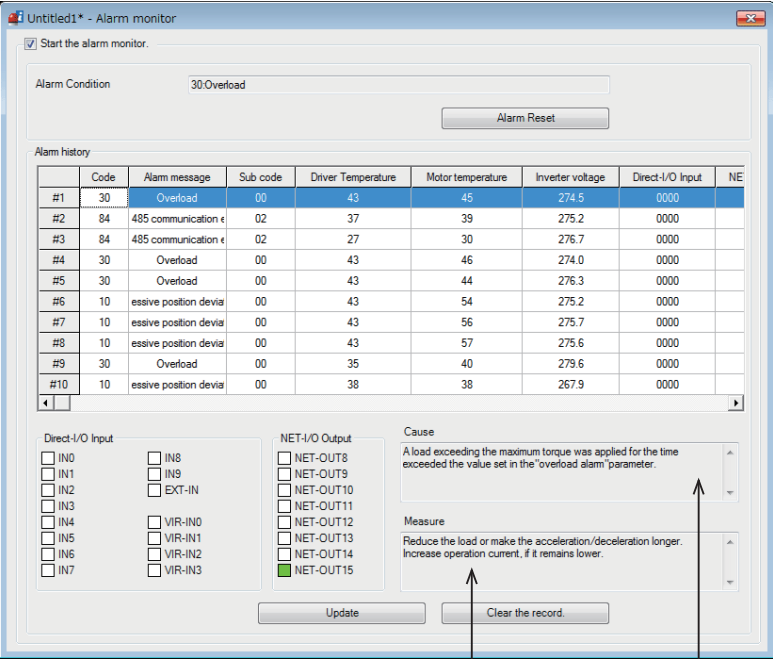 Untitled1* - Alarm monitor
Start the alarm monitor.
Alarm Condition 30:Overload
Alarm Reset
Alarm history
Code Alarm message Sub code Driver Temperature Motor temperature Inverter voltage Direct-I/O Input NE
#1 30 Overload 00 43 45 274.5 0000
#2 84 485 communication e 02 37 39 275.2 0000
#3 84 485 communication e 02 27 30 276.7 0000
#4 30 Overload 00 43 46 274.0 0000
#5 30 Overload 00 43 44 276.3 0000
#6 10 essive position devia 00 43 54 275.2 0000
#7 10 essive position devia 00 43 56 275.7 0000
#8 10 essive position devia 00 43 57 275.6 0000
#9 30 Overload 00 35 40 279.6 0000
#10 10 essive position devia 00 38 38 267.9 0000
Direct-I/O Input
IN0 IN8
IN1 IN9
IN2 EXT-IN
IN3
IN4 VIR-IN0
IN5 VIR-IN1
IN6 VIR-IN2
IN7 VIR-IN3
NET-I/O Output
NET-OUT8
NET-OUT9
NET-OUT10
NET-OUT11
NET-OUT12
NET-OUT13
NET-OUT14
NET-OUT15
Cause
A load exceeding the maximum torque was applied for the time
exceeded the value set in the"overload alarm"parameter.
Measure
Reduce the load or make the acceleration/deceleration longer.
Increase operation current, if it remains lower.
Update
Clear the record.